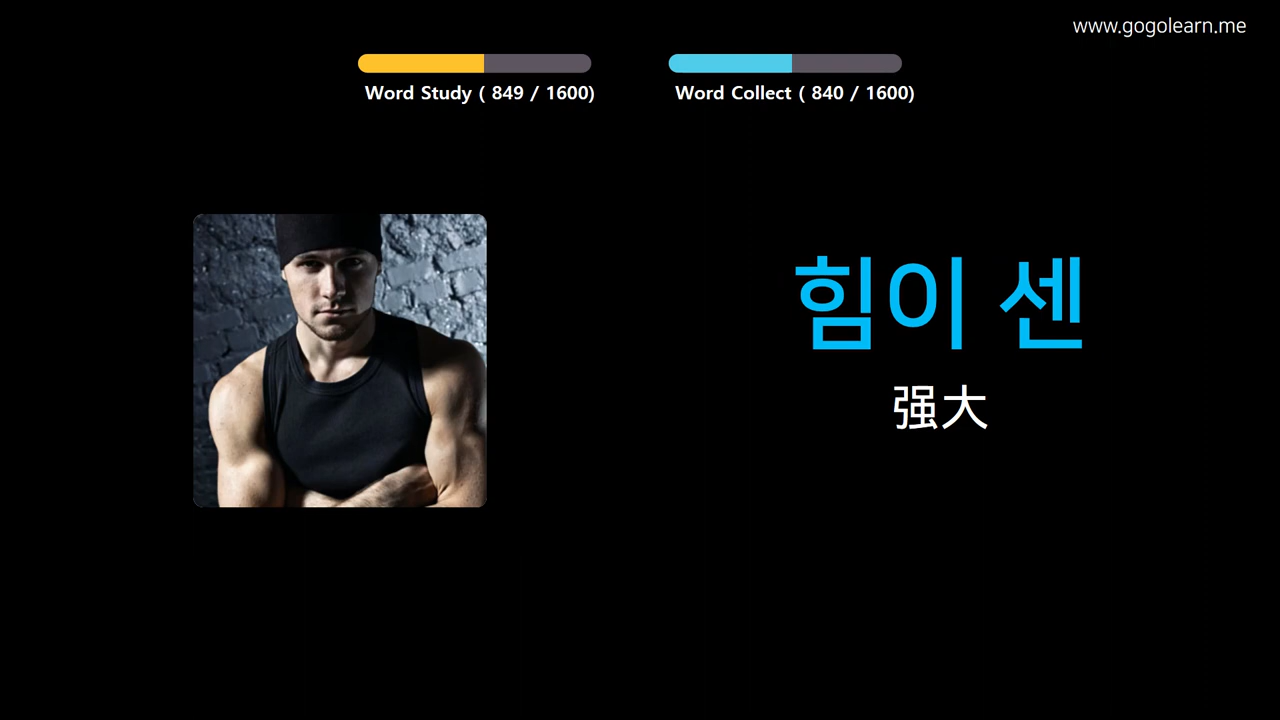 www.gogolearn.me
Word Study ( 849 / 1600)
Word Collect ( 840 / 1600)
힘이 센
强大